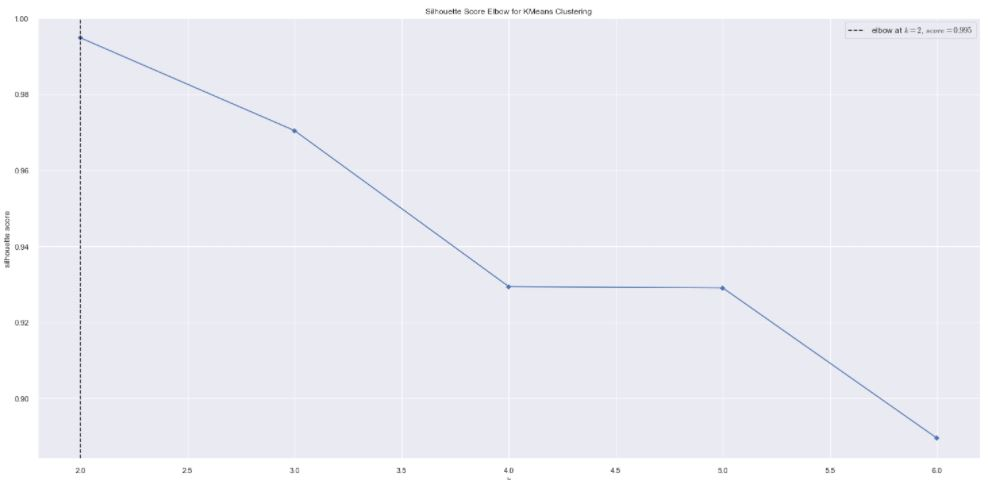 Silhouette Score Elbow for KMeans Clustering
elbow at k = 2, score = 0.995
silhouette score
1.00
0.98
0.96
0.94
0.92
0.90
2.0 2.5 3.0 3.5 4.0 4.5 5.0 5.5 6.0